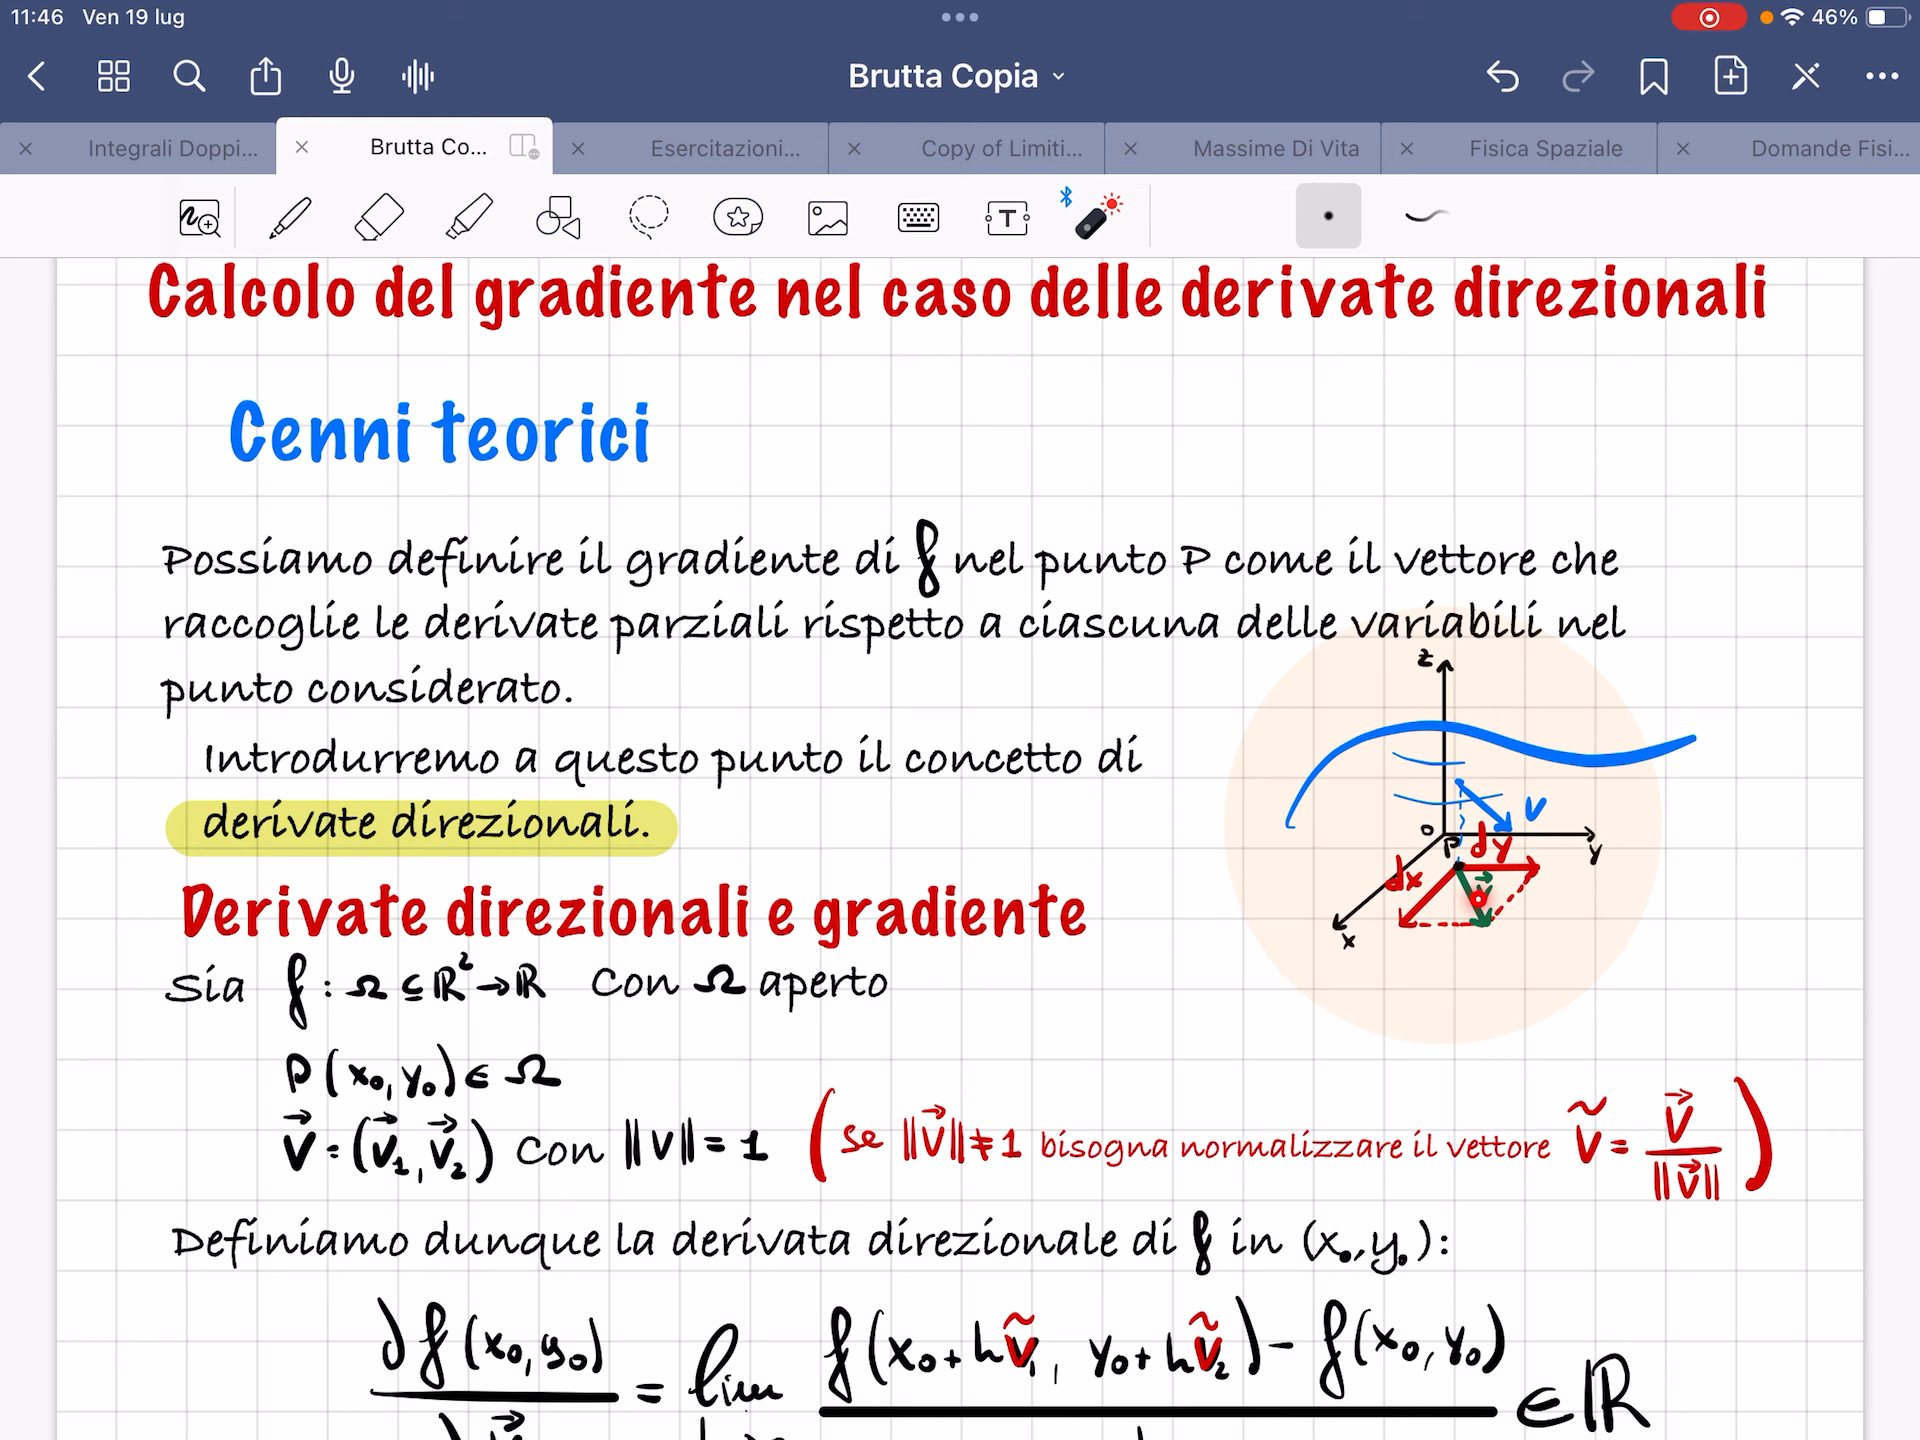 11:46 Ven 19 lug
46%
Brutta Copia
Integrali Doppi...
Brutta Co...
Esercitazioni...
Copy of Limiti...
Massime Di Vita
Fisica Spaziale
Domande Fisi...
Calcolo del gradiente nel caso delle derivate direzionali
Cenni teorici
Possiamo definire il gradiente di f nel punto P come il vettore che
raccoglie le derivate parziali rispetto a ciascuna delle variabili nel
punto considerato.
Introdurremo a questo punto il concetto di
derivate direzionali.
z
v
o
P
dy
y
dx
x
Derivate direzionali e gradiente
Sia f : Ω ⊆ ℝ² → ℝ Con Ω aperto
P(x₀, y₀) ∈ Ω
v⃗ = (v⃗₁, v⃗₂) Con ||v|| = 1 (se ||v⃗|| ≠ 1 bisogna normalizzare il vettore ṽ = v⃗ / ||v⃗||)
Definiamo dunque la derivata direzionale di f in (x₀, y₀):
∂f(x₀, y₀) = lim f(x₀ + hṽ₁, y₀ + hṽ₂) - f(x₀, y₀) ∈ ℝ